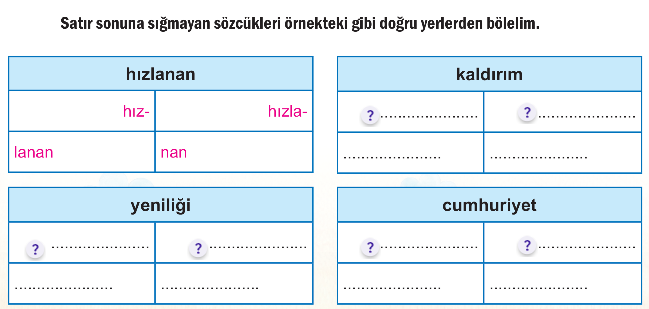 Satır sonuna sığmayan sözcükleri örnekteki gibi doğru yerlerden bölelim.
hızlanan
hız-
hızla-
lanan
nan
kaldırım
? ........................
? ........................
........................
........................
yeniliği
? ........................
? ........................
........................
........................
cumhuriyet
? ........................
? ........................
........................
........................